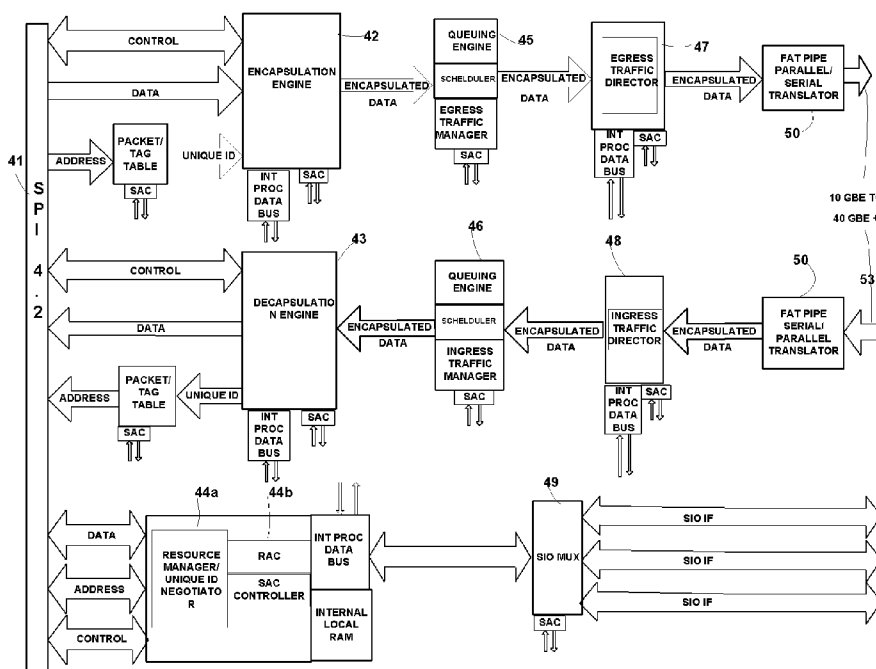 41
SPI 4.2
CONTROL
DATA
ADDRESS
PACKET/
TAG
TABLE
SAC
UNIQUE ID
42
ENCAPSULATION
ENGINE
INT
PROC
DATA
BUS
SAC
ENCAPSULATED
DATA
45
QUEUING
ENGINE
SCHELDULER
EGRESS
TRAFFIC
MANAGER
SAC
ENCAPSULATED
DATA
47
EGRESS
TRAFFIC
DIRECTOR
INT
PROC
DATA
BUS
SAC
ENCAPSULATED
DATA
FAT PIPE
PARALLEL/
SERIAL
TRANSLATOR
50
10 GBE
40 GBE +
53
CONTROL
DATA
ADDRESS
PACKET/
TAG
TABLE
SAC
UNIQUE ID
43
DECAPSULATIO
N ENGINE
INT
PROC
DATA
BUS
SAC
ENCAPSULATED
DATA
46
QUEUING
ENGINE
SCHELDULER
INGRESS
TRAFFIC
MANAGER
SAC
ENCAPSULATED
DATA
48
INGRESS
TRAFFIC
DIRECTOR
INT
PROC
DATA
BUS
SAC
ENCAPSULATED
DATA
50
FAT PIPE
SERIAL/
PARALLEL
TRANSLATOR
DATA
ADDRESS
CONTROL
44a
44b
RESOURCE
MANAGER/
UNIQUE ID
NEGOTIATO
R
RAC
SAC
CONTROLLER
INT PROC
DATA
BUS
INTERNAL
LOCAL
RAM
49
SIO MUX
SAC
SIO IF
SIO IF
SIO IF